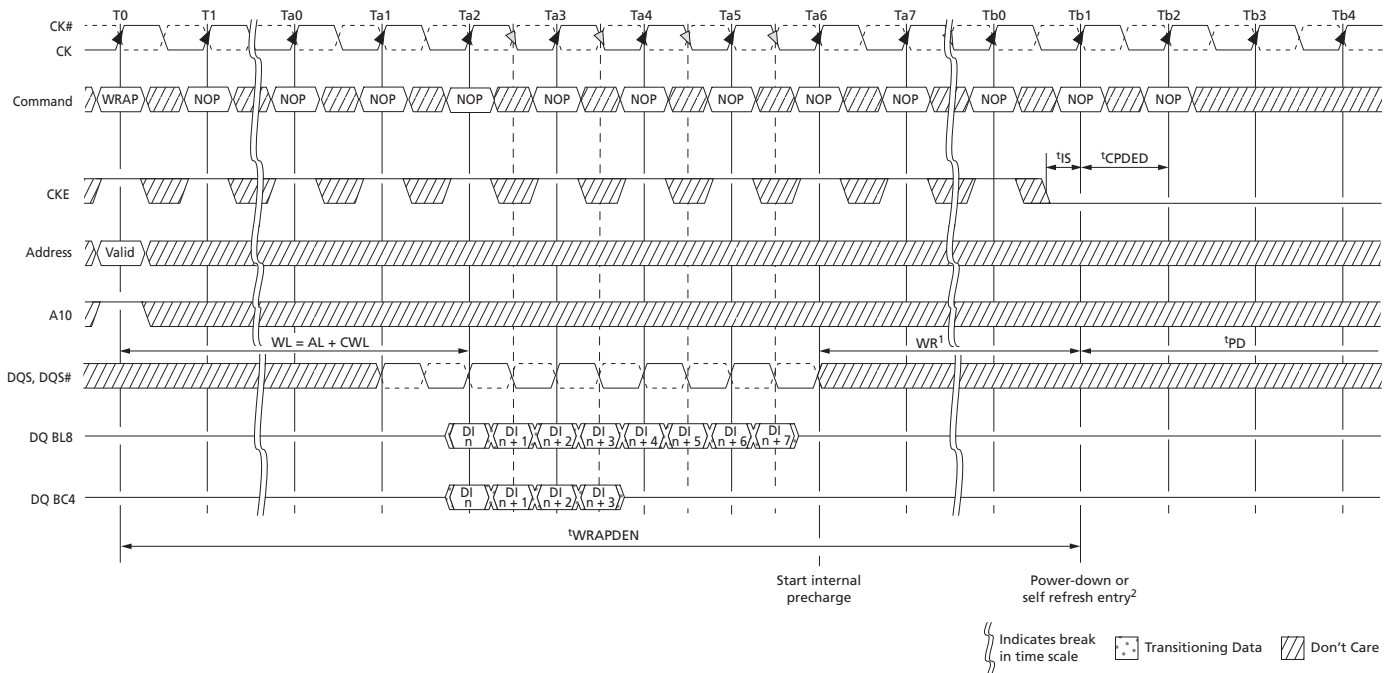 T0 T1 Ta0 Ta1 Ta2 Ta3 Ta4 Ta5 Ta6 Ta7 Tb0 Tb1 Tb2 Tb3 Tb4
CK#
CK
Command WRAP NOP NOP NOP NOP NOP NOP NOP NOP NOP NOP NOP NOP
tIS tCPDED
CKE
Address Valid
A10
WL = AL + CWL WR1 tPD
DQS, DQS#
DQ BL8 DI n DI n + 1 DI n + 2 DI n + 3 DI n + 4 DI n + 5 DI n + 6 DI n + 7
DQ BC4 DI n DI n + 1 DI n + 2 DI n + 3
tWRAPDEN
Start internal
precharge
Power-down or
self refresh entry2
Indicates break
in time scale
Transitioning Data
Don't Care